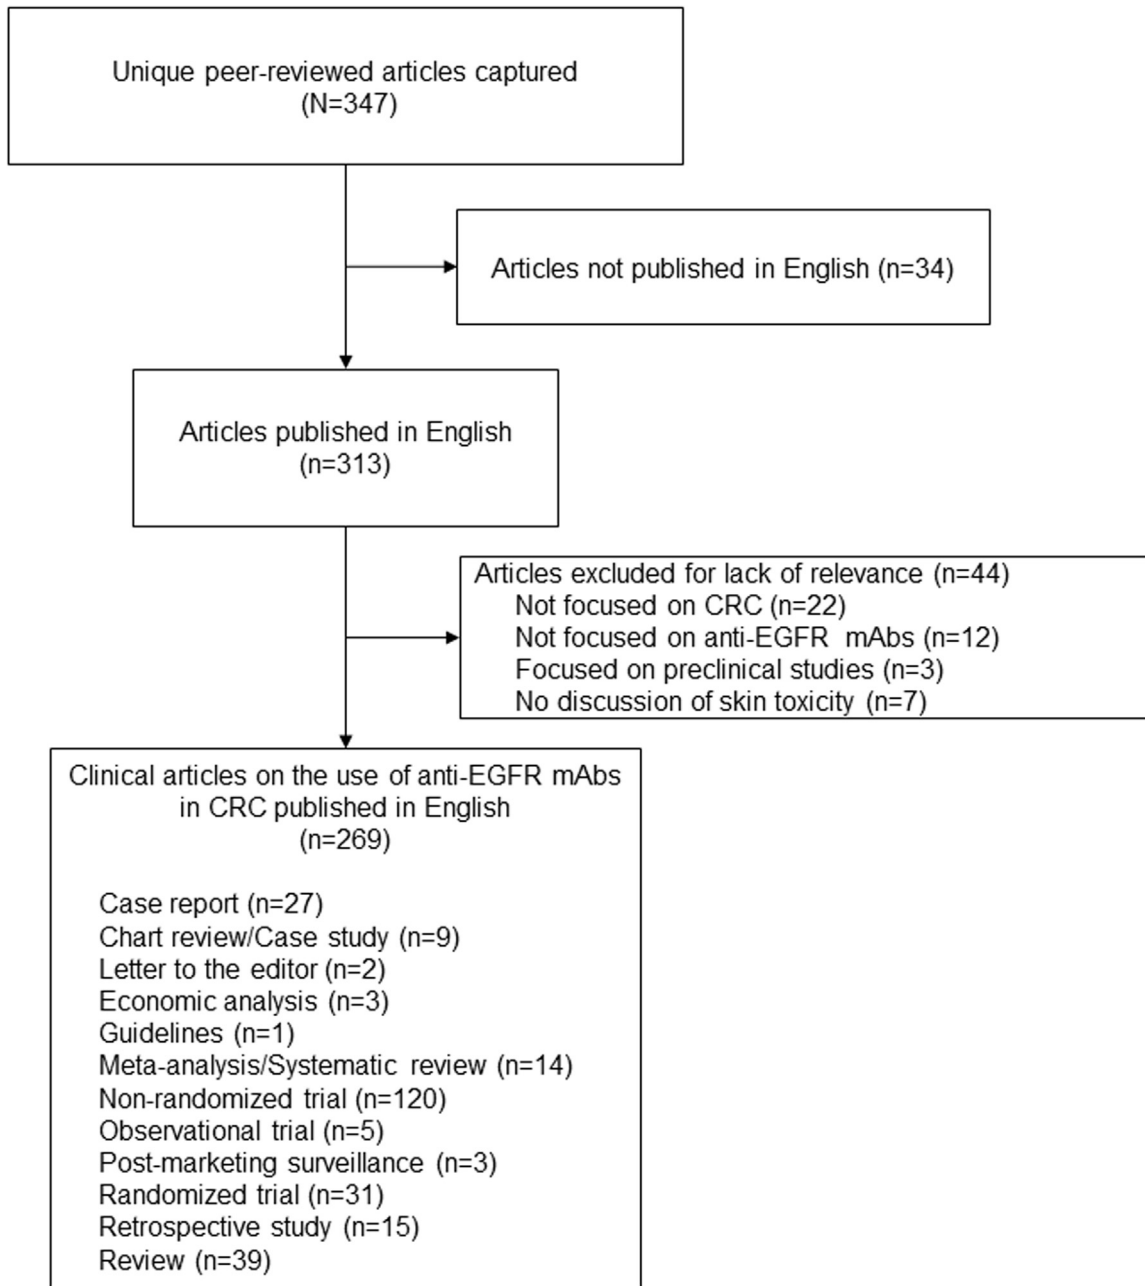 Unique peer-reviewed articles captured
(N=347)
Articles not published in English (n=34)
Articles published in English
(n=313)
Articles excluded for lack of relevance (n=44)
Not focused on CRC (n=22)
Not focused on anti-EGFR mAbs (n=12)
Focused on preclinical studies (n=3)
No discussion of skin toxicity (n=7)
Clinical articles on the use of anti-EGFR mAbs
in CRC published in English
(n=269)
Case report (n=27)
Chart review/Case study (n=9)
Letter to the editor (n=2)
Economic analysis (n=3)
Guidelines (n=1)
Meta-analysis/Systematic review (n=14)
Non-randomized trial (n=120)
Observational trial (n=5)
Post-marketing surveillance (n=3)
Randomized trial (n=31)
Retrospective study (n=15)
Review (n=39)